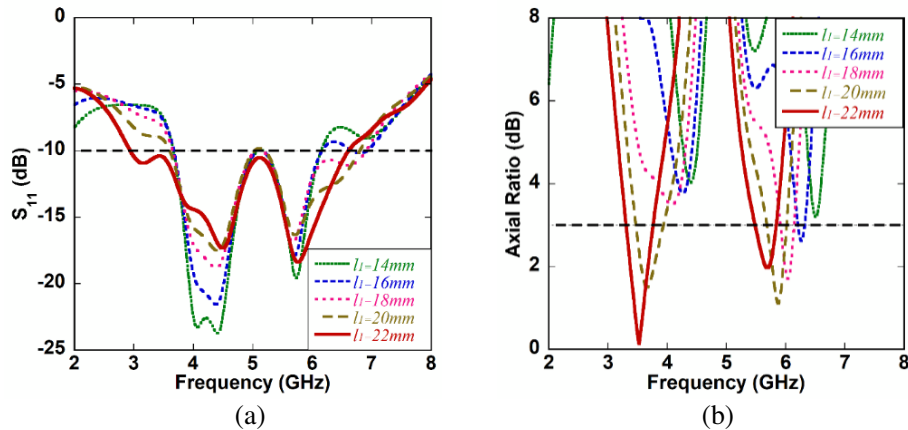 (a)
0
-5
-10
-15
-20
-25
S11 (dB)
2 3 4 5 6 7 8
Frequency (GHz)
l1=14mm
l1=16mm
l1=18mm
l1=20mm
l1=22mm
(a)
(b)
8
6
4
2
0
Axial Ratio (dB)
2 3 4 5 6 7 8
Frequency (GHz)
l1=14mm
l1=16mm
l1=18mm
l1=20mm
l1=22mm
(b)